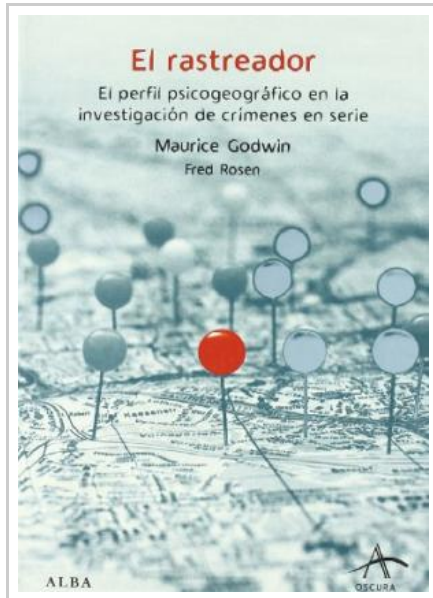 El rastreador
El perfil psicogeográfico en la
investigación de crímenes en serie
Maurice Godwin
Fred Rosen
ALBA
OSCURA